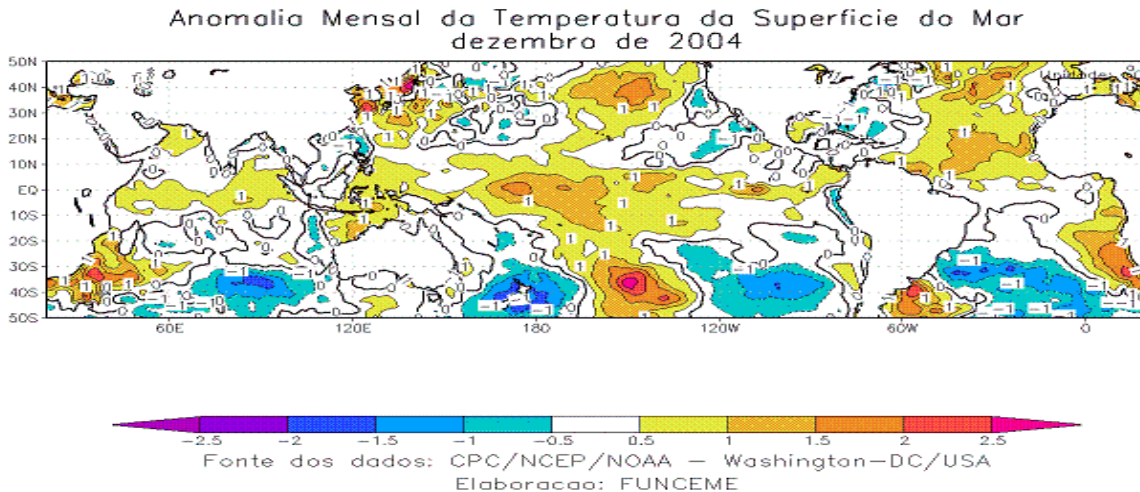 Anomalia Mensal da Temperatura da Superficie do Mar
dezembro de 2004
50N
40N
30N
20N
10N
EQ
10S
20S
30S
40S
50S
60E 120E 180 120W 60W 0
-2.5 -2 -1.5 -1 -0.5 0.5 1 1.5 2 2.5
Fonte dos dados: CPC/NCEP/NOAA - Washington-DC/USA
Elaboracao: FUNCEME